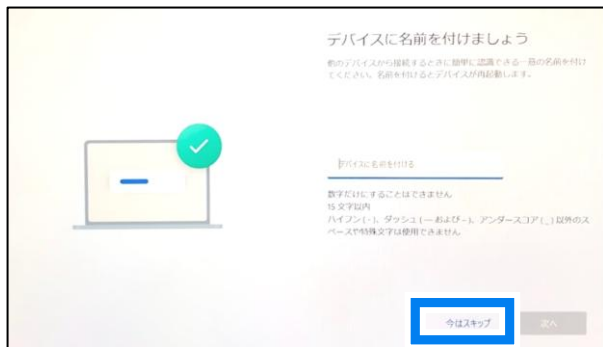 デバイスに名前を付けましょう
他のデバイスから接続するときに簡単に認識できる一意の名前を付け
てください。名前を付けるとデバイスが再起動します。
デバイスに名前を付ける
数字だけにすることはできません
15 文字以内
ハイフン (-)、ダッシュ (— および –)、アンダースコア (_) 以外のス
ペースや特殊文字は使用できません
今はスキップ
次へ